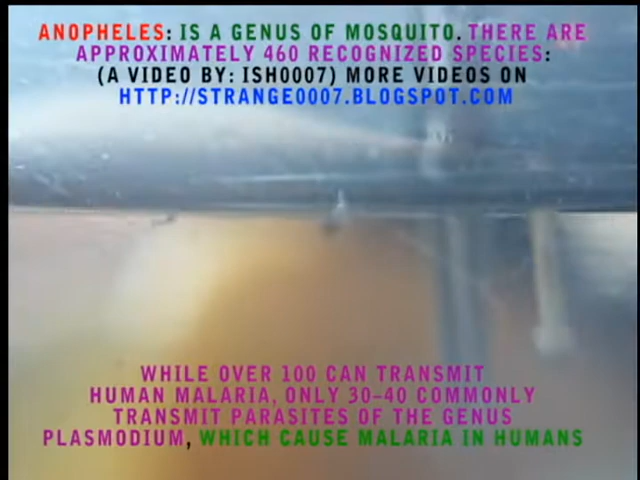 ANOPHELES: IS A GENUS OF MOSQUITO. THERE ARE
APPROXIMATELY 460 RECOGNIZED SPECIES:
(A VIDEO BY: ISH0007) MORE VIDEOS ON
HTTP://STRANGE0007.BLOGSPOT.COM
WHILE OVER 100 CAN TRANSMIT
HUMAN MALARIA, ONLY 30-40 COMMONLY
TRANSMIT PARASITES OF THE GENUS
PLASMODIUM, WHICH CAUSE MALARIA IN HUMANS